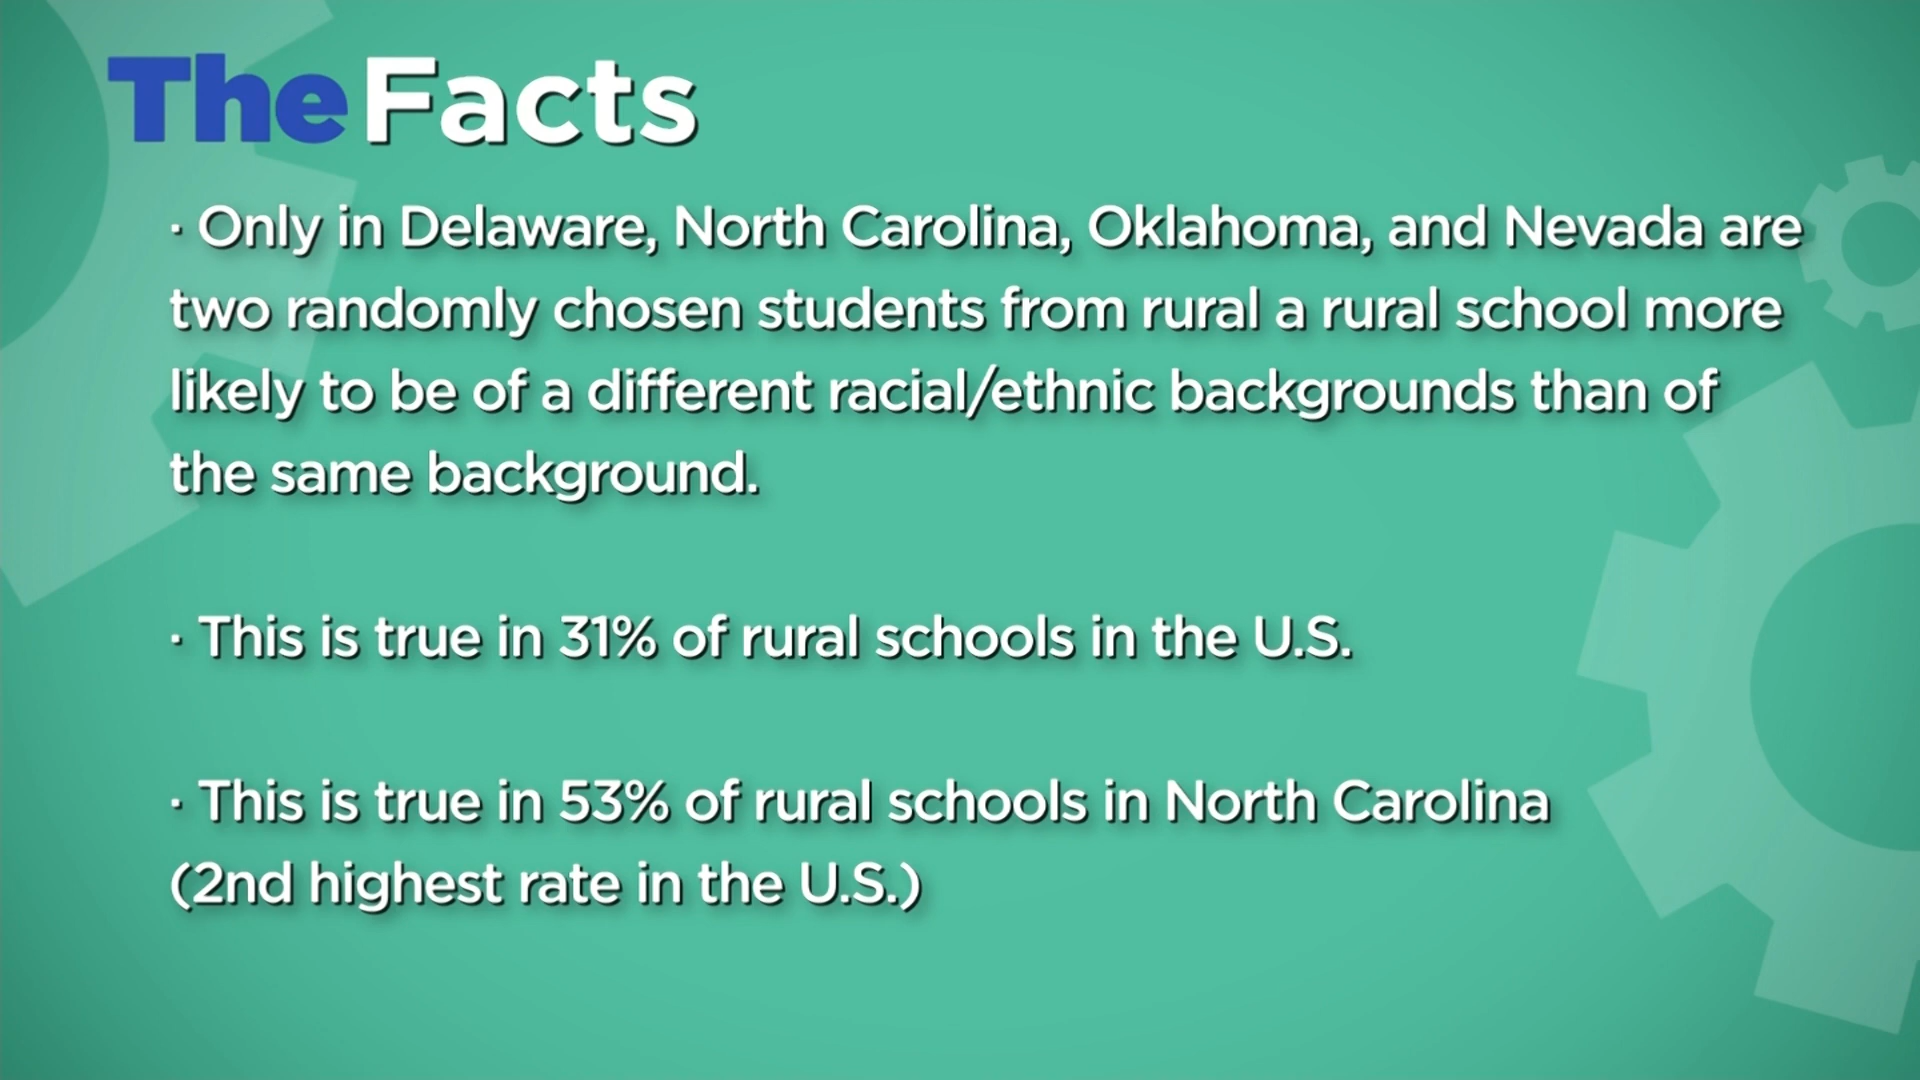 The Facts
· Only in Delaware, North Carolina, Oklahoma, and Nevada are
two randomly chosen students from rural a rural school more
likely to be of a different racial/ethnic backgrounds than of
the same background.
· This is true in 31% of rural schools in the U.S.
· This is true in 53% of rural schools in North Carolina
(2nd highest rate in the U.S.)